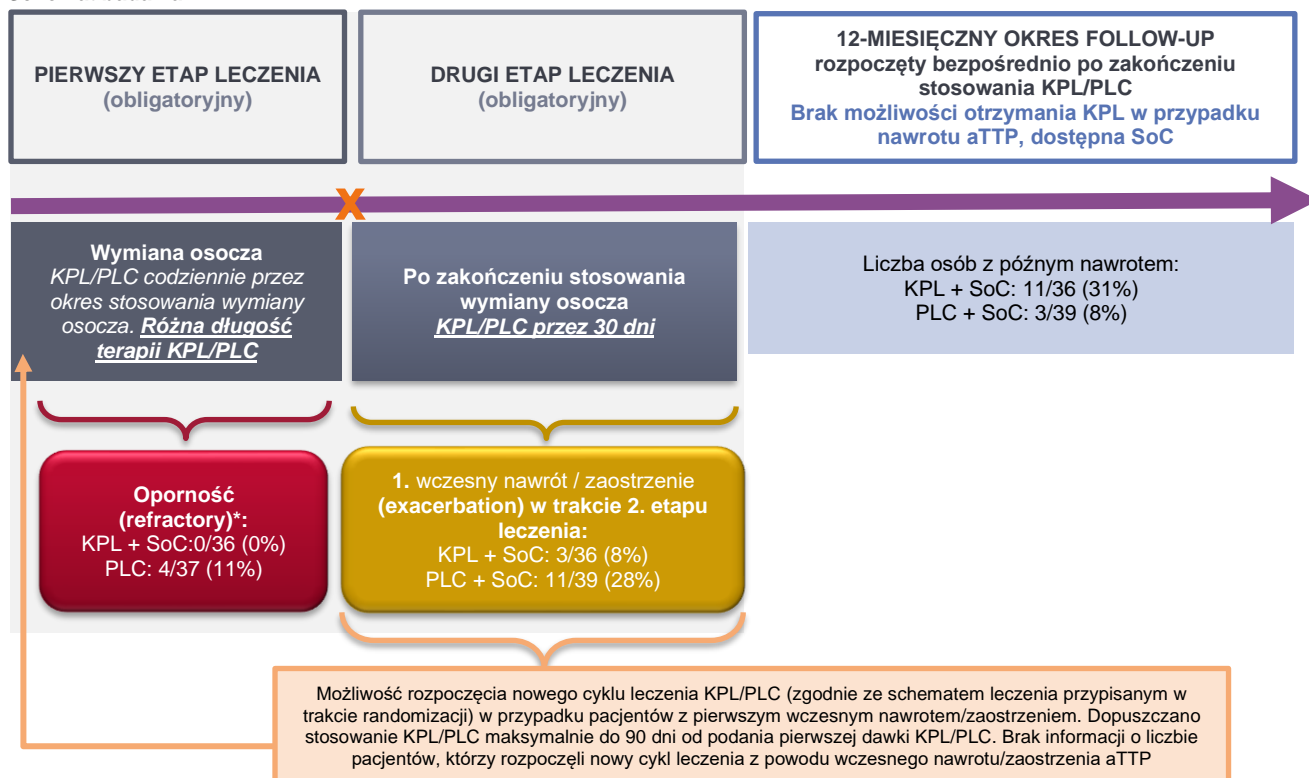 PIERWSZY ETAP LECZENIA
(obligatoryjny)
DRUGI ETAP LECZENIA
(obligatoryjny)
12-MIESIĘCZNY OKRES FOLLOW-UP
rozpoczęty bezpośrednio po zakończeniu
stosowania KPL/PLC
Brak możliwości otrzymania KPL w przypadku
nawrotu aTTP, dostępna SoC
X
Wymiana osocza
KPL/PLC codziennie przez
okres stosowania wymiany
osocza. Różna długość
terapii KPL/PLC
Po zakończeniu stosowania
wymiany osocza
KPL/PLC przez 30 dni
Liczba osób z późnym nawrotem:
KPL + SoC: 11/36 (31%)
PLC + SoC: 3/39 (8%)
Oporność
(refractory)*:
KPL + SoC:0/36 (0%)
PLC: 4/37 (11%)
1. wczesny nawrót / zaostrzenie
(exacerbation) w trakcie 2. etapu
leczenia:
KPL + SoC: 3/36 (8%)
PLC + SoC: 11/39 (28%)
Możliwość rozpoczęcia nowego cyklu leczenia KPL/PLC (zgodnie ze schematem leczenia przypisanym w
trakcie randomizacji) w przypadku pacjentów z pierwszym wczesnym nawrotem/zaostrzeniem. Dopuszczano
stosowanie KPL/PLC maksymalnie do 90 dni od podania pierwszej dawki KPL/PLC. Brak informacji o liczbie
pacjentów, którzy rozpoczęli nowy cykl leczenia z powodu wczesnego nawrotu/zaostrzenia aTTP